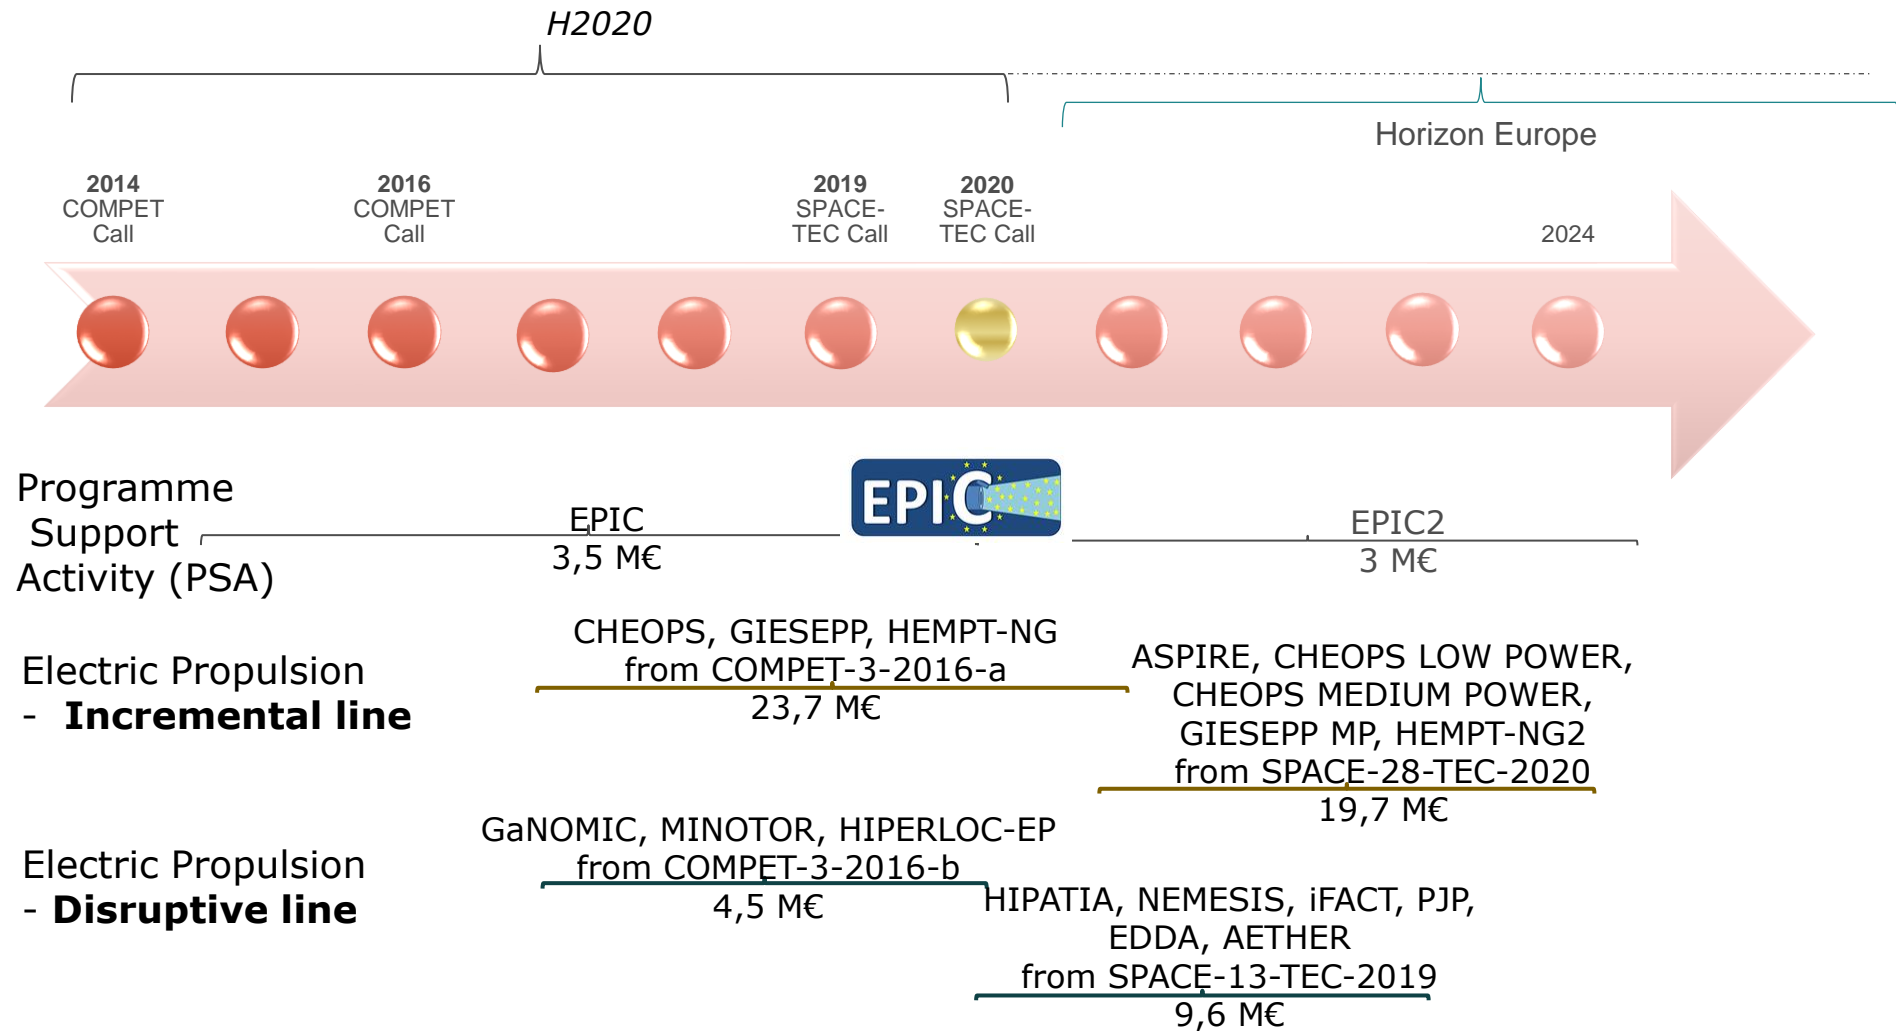 H2020
Horizon Europe
2014
COMPET
Call
2016
COMPET
Call
2019
SPACE-
TEC Call
2020
SPACE-
TEC Call
2024
Programme
Support
Activity (PSA)
EPIC
3,5 M€
EPIC
EPIC2
3 M€
Electric Propulsion
- Incremental line
CHEOPS, GIESEPP, HEMPT-NG
from COMPET-3-2016-a
23,7 M€
ASPIRE, CHEOPS LOW POWER,
CHEOPS MEDIUM POWER,
GIESEPP MP, HEMPT-NG2
from SPACE-28-TEC-2020
19,7 M€
Electric Propulsion
- Disruptive line
GaNOMIC, MINOTOR, HIPERLOC-EP
from COMPET-3-2016-b
4,5 M€
HIPATIA, NEMESIS, iFACT, PJP,
EDDA, AETHER
from SPACE-13-TEC-2019
9,6 M€